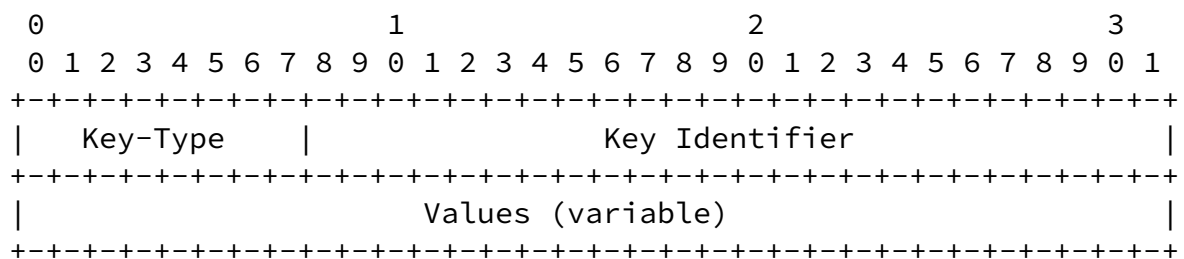 0                   1                   2                   3
 0 1 2 3 4 5 6 7 8 9 0 1 2 3 4 5 6 7 8 9 0 1 2 3 4 5 6 7 8 9 0 1
+-+-+-+-+-+-+-+-+-+-+-+-+-+-+-+-+-+-+-+-+-+-+-+-+-+-+-+-+-+-+-+-+
|   Key-Type    |                Key Identifier                 |
+-+-+-+-+-+-+-+-+-+-+-+-+-+-+-+-+-+-+-+-+-+-+-+-+-+-+-+-+-+-+-+-+
|                      Values (variable)                        |
+-+-+-+-+-+-+-+-+-+-+-+-+-+-+-+-+-+-+-+-+-+-+-+-+-+-+-+-+-+-+-+-+